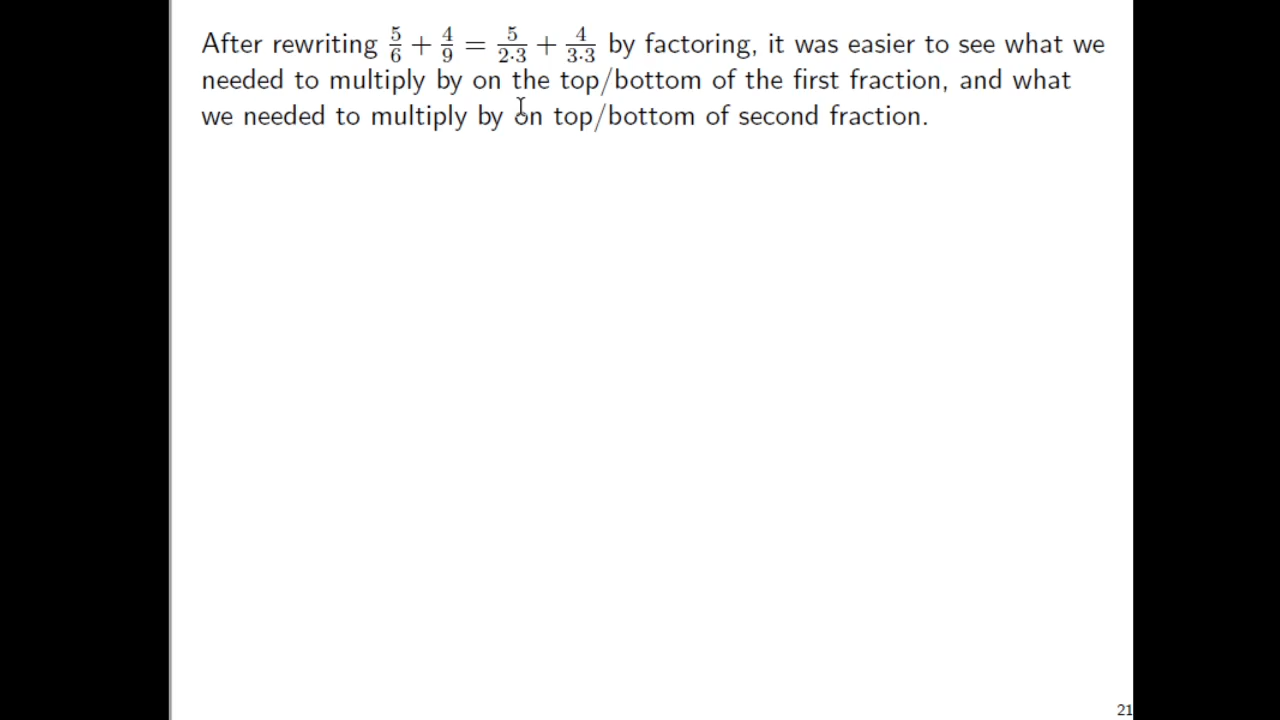 After rewriting 5/6 + 4/9 = 5/2·3 + 4/3·3 by factoring, it was easier to see what we
needed to multiply by on the top/bottom of the first fraction, and what
we needed to multiply by on top/bottom of second fraction.
21